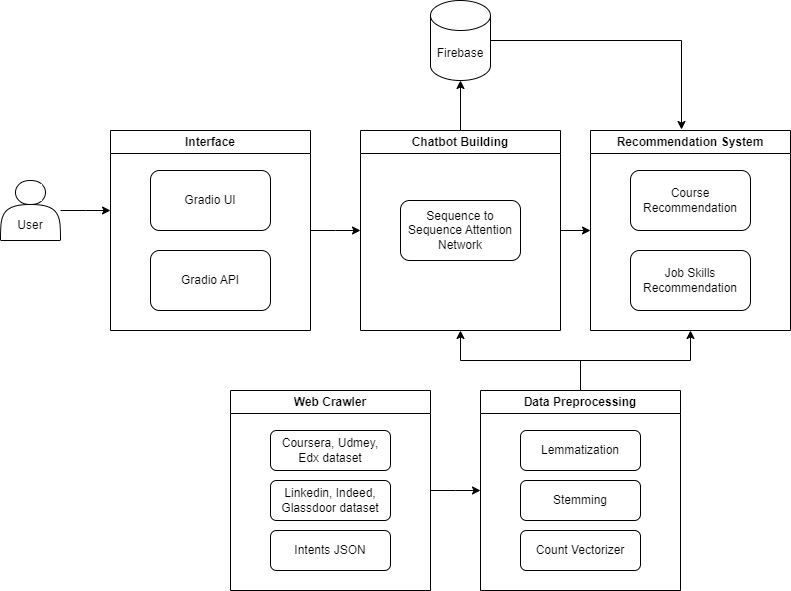 Firebase
Interface
Chatbot Building
Recommendation System
Gradio UI
Course
Recommendation
Sequence to
Sequence Attention
Network
User
Gradio API
Job Skills
Recommendation
Web Crawler
Data Preprocessing
Coursera, Udmey,
Edx dataset
Lemmatization
Linkedin, Indeed,
Glassdoor dataset
Stemming
Intents JSON
Count Vectorizer